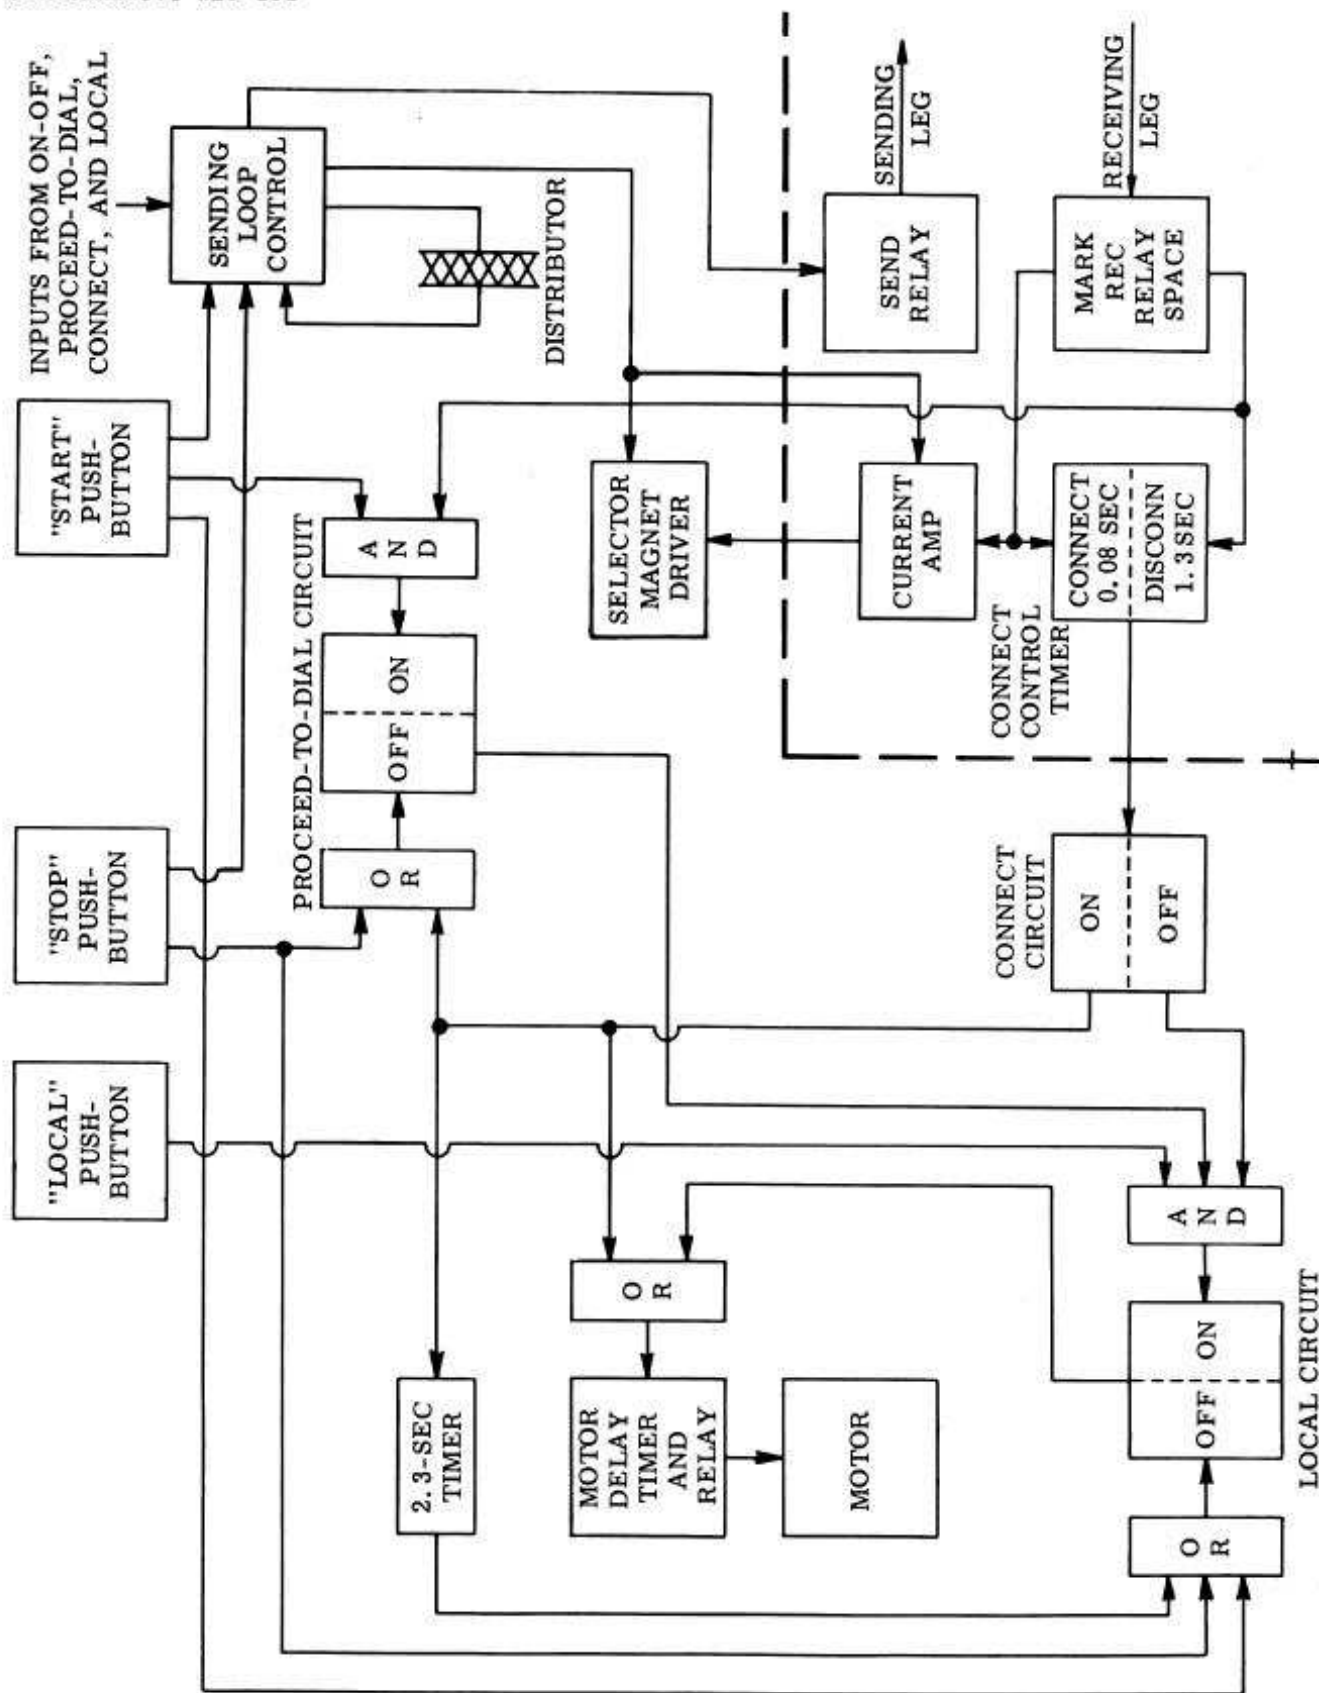 INPUTS FROM ON-OFF,
PROCEED-TO-DIAL,
CONNECT, AND LOCAL
"START"
PUSH-
BUTTON
"STOP"
PUSH-
BUTTON
"LOCAL"
PUSH-
BUTTON
SENDING
LOOP
CONTROL
DISTRIBUTOR
PROCEED-TO-DIAL CIRCUIT
AND
ON
OFF
OR
2.3-SEC
TIMER
SELECTOR
MAGNET
DRIVER
OR
MOTOR
DELAY
TIMER
AND
RELAY
MOTOR
SENDING
LEG
SEND
RELAY
RECEIVING
LEG
MARK
REC
RELAY
SPACE
CURRENT
AMP
CONNECT
CONTROL
TIMER
CONNECT
0.08 SEC
DISCONN
1.3 SEC
CONNECT
CIRCUIT
ON
OFF
AND
ON
OFF
OR
LOCAL CIRCUIT